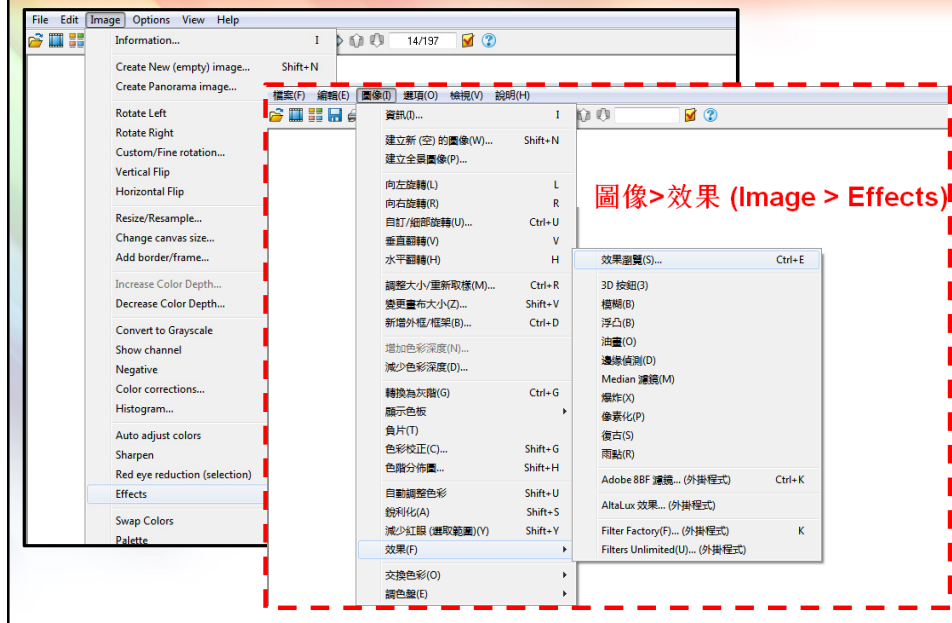 File Edit Image Options View Help
14/197
Information... I
Create New (empty) image... Shift+N
Create Panorama image...
Rotate Left
Rotate Right
Custom/Fine rotation...
Vertical Flip
Horizontal Flip
Resize/Resample...
Change canvas size...
Add border/frame...
Increase Color Depth...
Decrease Color Depth...
Convert to Grayscale
Show channel
Negative
Color corrections...
Histogram...
Auto adjust colors
Sharpen
Red eye reduction (selection)
Effects
Swap Colors
Palette
檔案(F) 編輯(E) 圖像(I) 選項(O) 檢視(V) 說明(H)
資訊(I)... I
建立新 (空) 的圖像(W)... Shift+N
建立全景圖像(P)...
向左旋轉(L) L
向右旋轉(R) R
自訂/細部旋轉(U)... Ctrl+U
垂直翻轉(V) V
水平翻轉(H) H
調整大小/重新取樣(M)... Ctrl+R
變更畫布大小(Z)... Shift+V
新增外框/框架(B)... Ctrl+D
增加色彩深度(N)...
減少色彩深度(D)...
轉換為灰階(G) Ctrl+G
顯示色板
負片(T)
色彩校正(C)... Shift+G
色階分佈圖... Shift+H
自動調整色彩 Shift+U
銳利化(A) Shift+S
減少紅眼 (選取範圍)(Y) Shift+Y
效果(F)
交換色彩(O)
調色盤(E)
圖像>效果 (Image > Effects)
效果瀏覽(S)... Ctrl+E
3D 按鈕(3)
模糊(B)
浮凸(B)
油畫(O)
邊緣偵測(D)
Median 濾鏡(M)
爆炸(X)
像素化(P)
復古(S)
雨點(R)
Adobe 8BF 濾鏡... (外掛程式) Ctrl+K
AltaLux 效果... (外掛程式)
Filter Factory(F)... (外掛程式) K
Filters Unlimited(U)... (外掛程式)